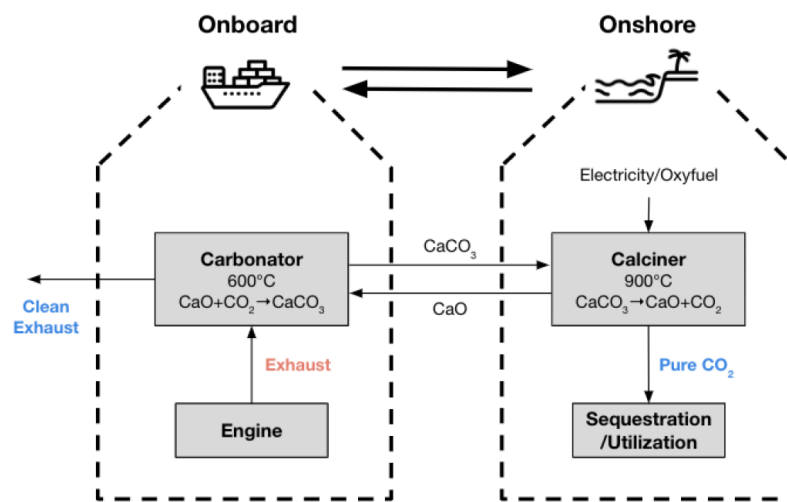 Onboard
Onshore
Electricity/Oxyfuel
Carbonator
600°C
CaO+CO₂→CaCO₃
CaCO₃
CaO
Calciner
900°C
CaCO₃→CaO+CO₂
Clean
Exhaust
Exhaust
Pure CO₂
Engine
Sequestration
/Utilization